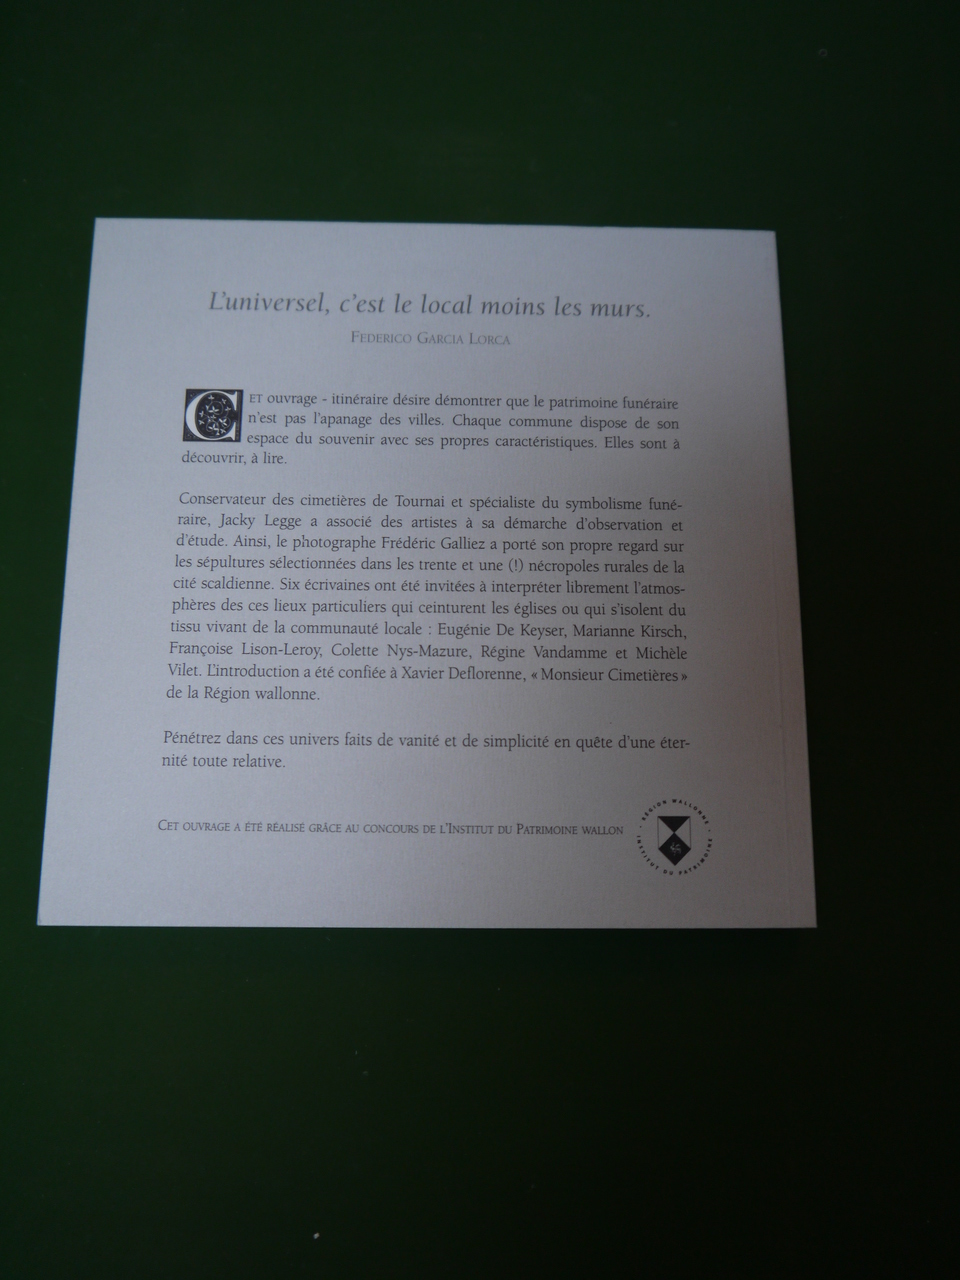 L'universel, c'est le local moins les murs.
Federico Garcia Lorca
CET ouvrage - itinéraire désire démontrer que le patrimoine funéraire
n'est pas l'apanage des villes. Chaque commune dispose de son
espace du souvenir avec ses propres caractéristiques. Elles sont à
découvrir, à lire.
Conservateur des cimetières de Tournai et spécialiste du symbolisme funé-
raire, Jacky Legge a associé des artistes à sa démarche d'observation et
d'étude. Ainsi, le photographe Frédéric Galliez a porté son propre regard sur
les sépultures sélectionnées dans les trente et une (!) nécropoles rurales de la
cité scaldienne. Six écrivaines ont été invitées à interpréter librement l'atmos-
phères des ces lieux particuliers qui ceinturent les églises ou qui s'isolent du
tissu vivant de la communauté locale : Eugénie De Keyser, Marianne Kirsch,
Françoise Lison-Leroy, Colette Nys-Mazure, Régine Vandamme et Michèle
Vilet. L'introduction a été confiée à Xavier Deflorenne, « Monsieur Cimetières »
de la Région wallonne.
Pénétrez dans ces univers faits de vanité et de simplicité en quête d'une éter-
nité toute relative.
Cet ouvrage a été réalisé grâce au concours de l'Institut du Patrimoine wallon
RÉGION WALLONNE
INSTITUT DU PATRIMOINE